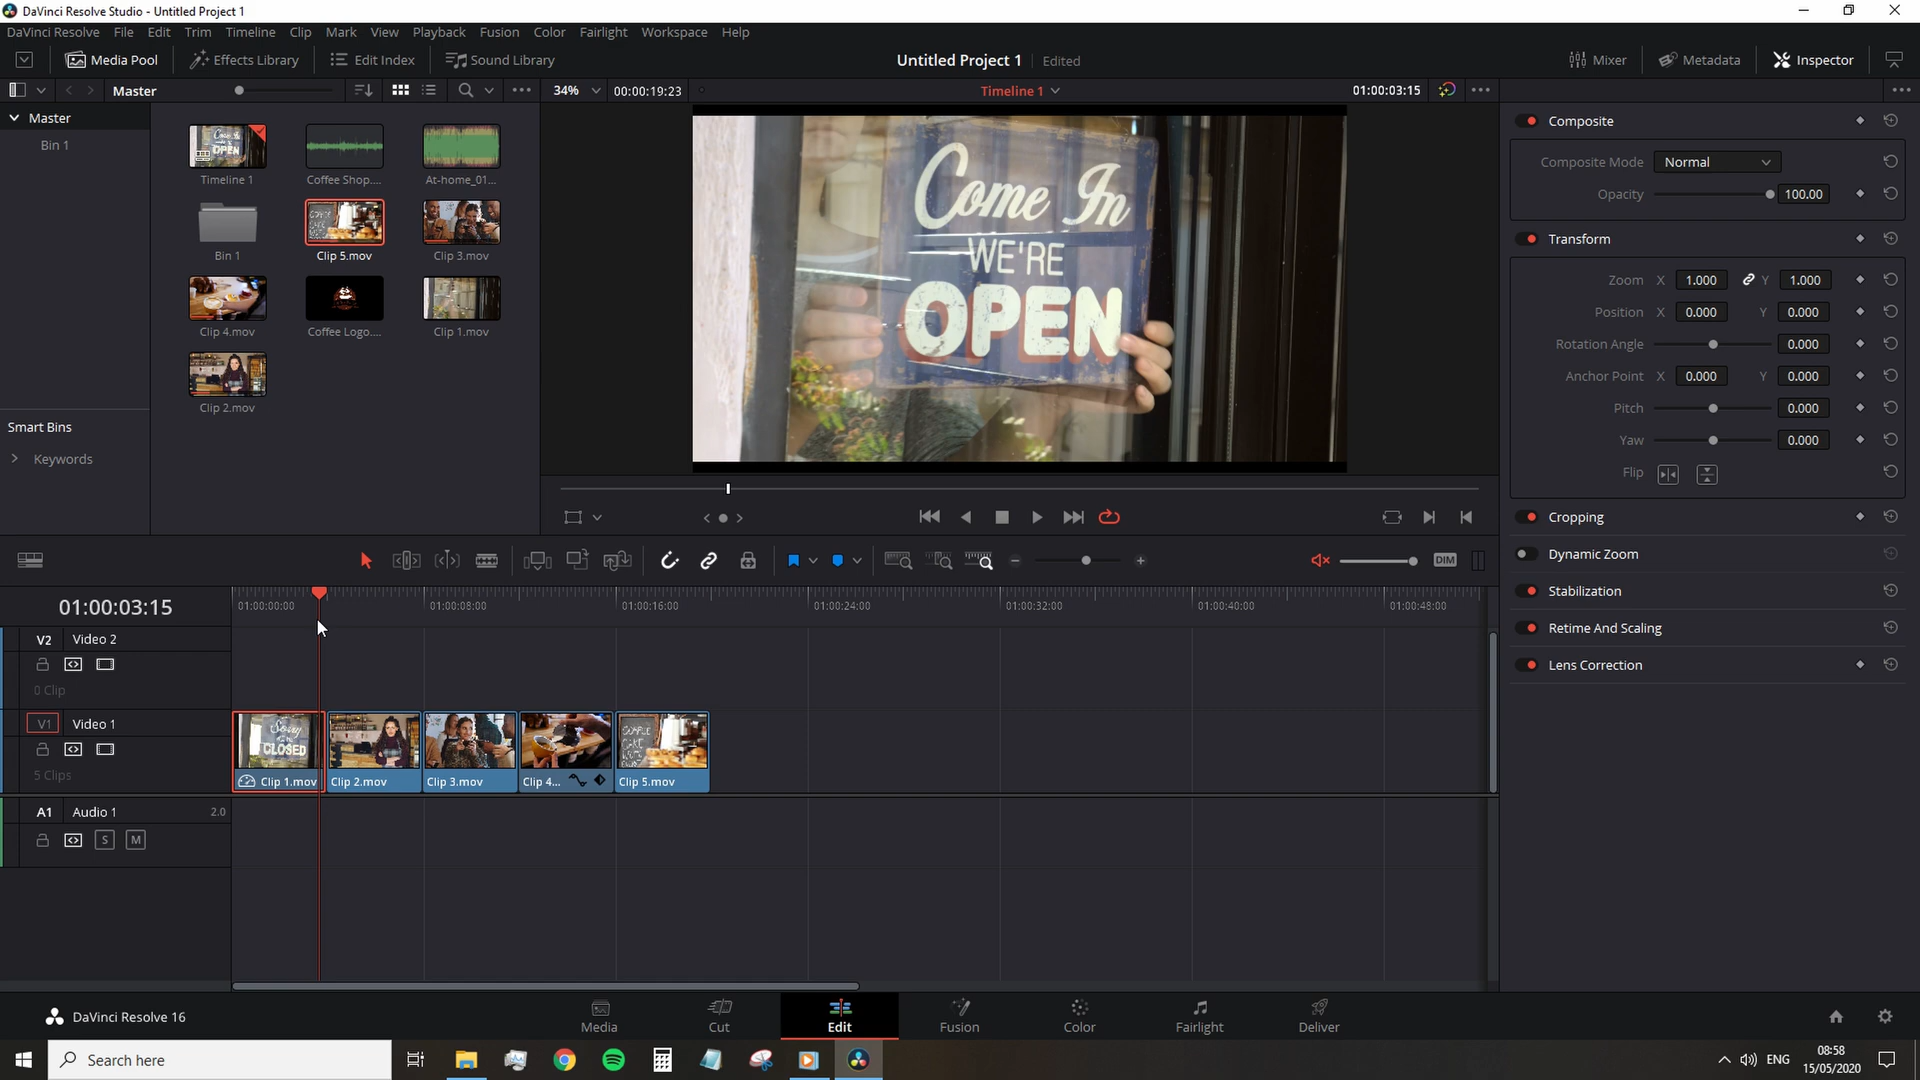 DaVinci Resolve Studio - Untitled Project 1
DaVinci Resolve File Edit Trim Timeline Clip Mark View Playback Fusion Color Fairlight Workspace Help
Media Pool Effects Library Edit Index Sound Library Untitled Project 1 Edited Mixer Metadata Inspector
Master 34% 00:00:19:23 Timeline 1 01:00:03:15
Master
Bin 1
Timeline 1 Coffee Shop.... At-home_01...
Bin 1 Clip 5.mov Clip 3.mov
Clip 4.mov Coffee Logo.... Clip 1.mov
Clip 2.mov
Smart Bins
Keywords
Come In
WE'RE
OPEN
Composite
Composite Mode Normal
Opacity 100.00
Transform
Zoom X 1.000 Y 1.000
Position X 0.000 Y 0.000
Rotation Angle 0.000
Anchor Point X 0.000 Y 0.000
Pitch 0.000
Yaw 0.000
Flip
Cropping
Dynamic Zoom
Stabilization
Retime And Scaling
Lens Correction
DIM
01:00:03:15 01:00:00:00 01:00:08:00 01:00:16:00 01:00:24:00 01:00:32:00 01:00:40:00 01:00:48:00
V2 Video 2
0 Clip
V1 Video 1
5 Clips
Sorry
CLOSED
Clip 1.mov Clip 2.mov Clip 3.mov Clip 4... Clip 5.mov
A1 Audio 1 2.0
S M
DaVinci Resolve 16 Media Cut Edit Fusion Color Fairlight Deliver
Search here
ENG
08:58
15/05/2020